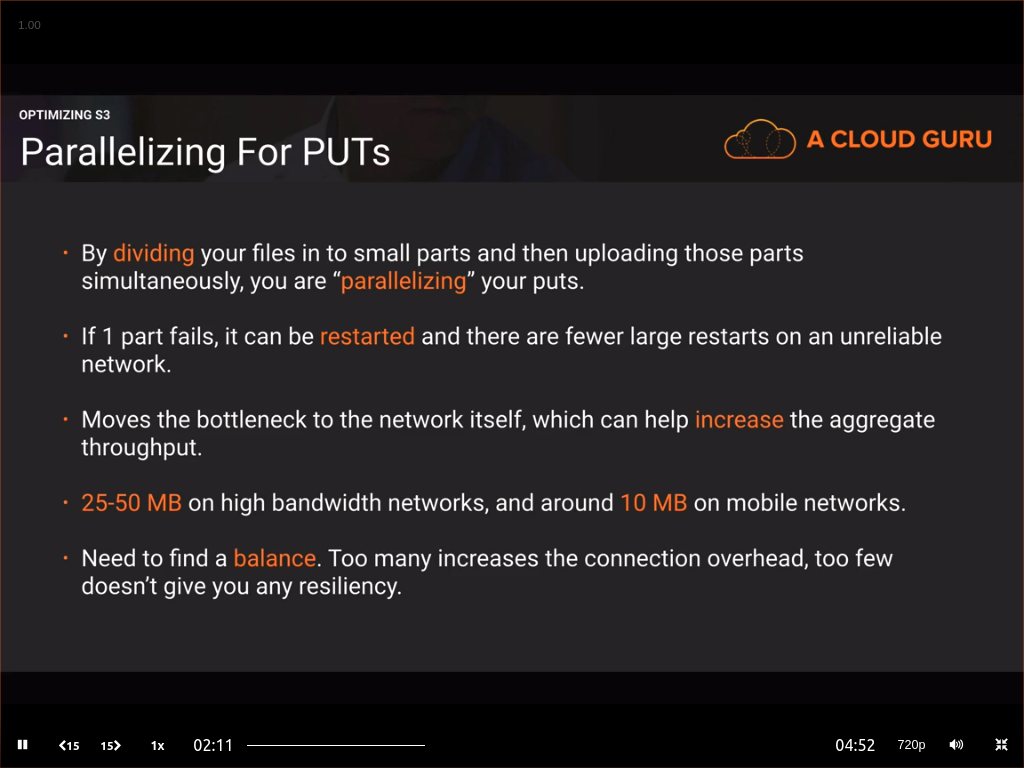 1.00
OPTIMIZING S3
Parallelizing For PUTs
A CLOUD GURU
· By dividing your files in to small parts and then uploading those parts
simultaneously, you are “parallelizing” your puts.
· If 1 part fails, it can be restarted and there are fewer large restarts on an unreliable
network.
· Moves the bottleneck to the network itself, which can help increase the aggregate
throughput.
· 25-50 MB on high bandwidth networks, and around 10 MB on mobile networks.
· Need to find a balance. Too many increases the connection overhead, too few
doesn’t give you any resiliency.
15 15 1x 02:11 04:52 720p